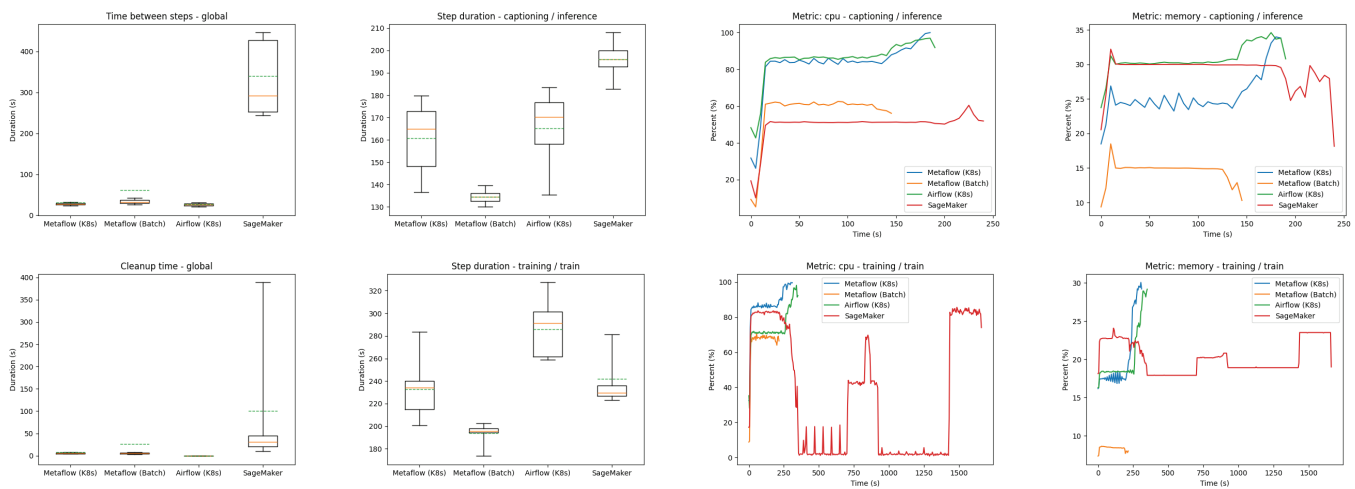 Time between steps - global
Duration (s)
0
100
200
300
400
Metaflow (K8s)
Metaflow (Batch)
Airflow (K8s)
SageMaker
Step duration - captioning / inference
Duration (s)
130
140
150
160
170
180
190
200
210
Metaflow (K8s)
Metaflow (Batch)
Airflow (K8s)
SageMaker
Metric: cpu - captioning / inference
Percent (%)
20
40
60
80
100
Metaflow (K8s)
Metaflow (Batch)
Airflow (K8s)
SageMaker
0
50
100
150
200
250
Time (s)
Metric: memory - captioning / inference
Percent (%)
10
15
20
25
30
35
Metaflow (K8s)
Metaflow (Batch)
Airflow (K8s)
SageMaker
0
50
100
150
200
250
Time (s)
Cleanup time - global
Duration (s)
0
50
100
150
200
250
300
350
400
Metaflow (K8s)
Metaflow (Batch)
Airflow (K8s)
SageMaker
Step duration - training / train
Duration (s)
180
200
220
240
260
280
300
320
Metaflow (K8s)
Metaflow (Batch)
Airflow (K8s)
SageMaker
Metric: cpu - training / train
Percent (%)
0
20
40
60
80
100
Metaflow (K8s)
Metaflow (Batch)
Airflow (K8s)
SageMaker
0
250
500
750
1000
1250
1500
Time (s)
Metric: memory - training / train
Percent (%)
10
15
20
25
30
Metaflow (K8s)
Metaflow (Batch)
Airflow (K8s)
SageMaker
0
250
500
750
1000
1250
1500
Time (s)